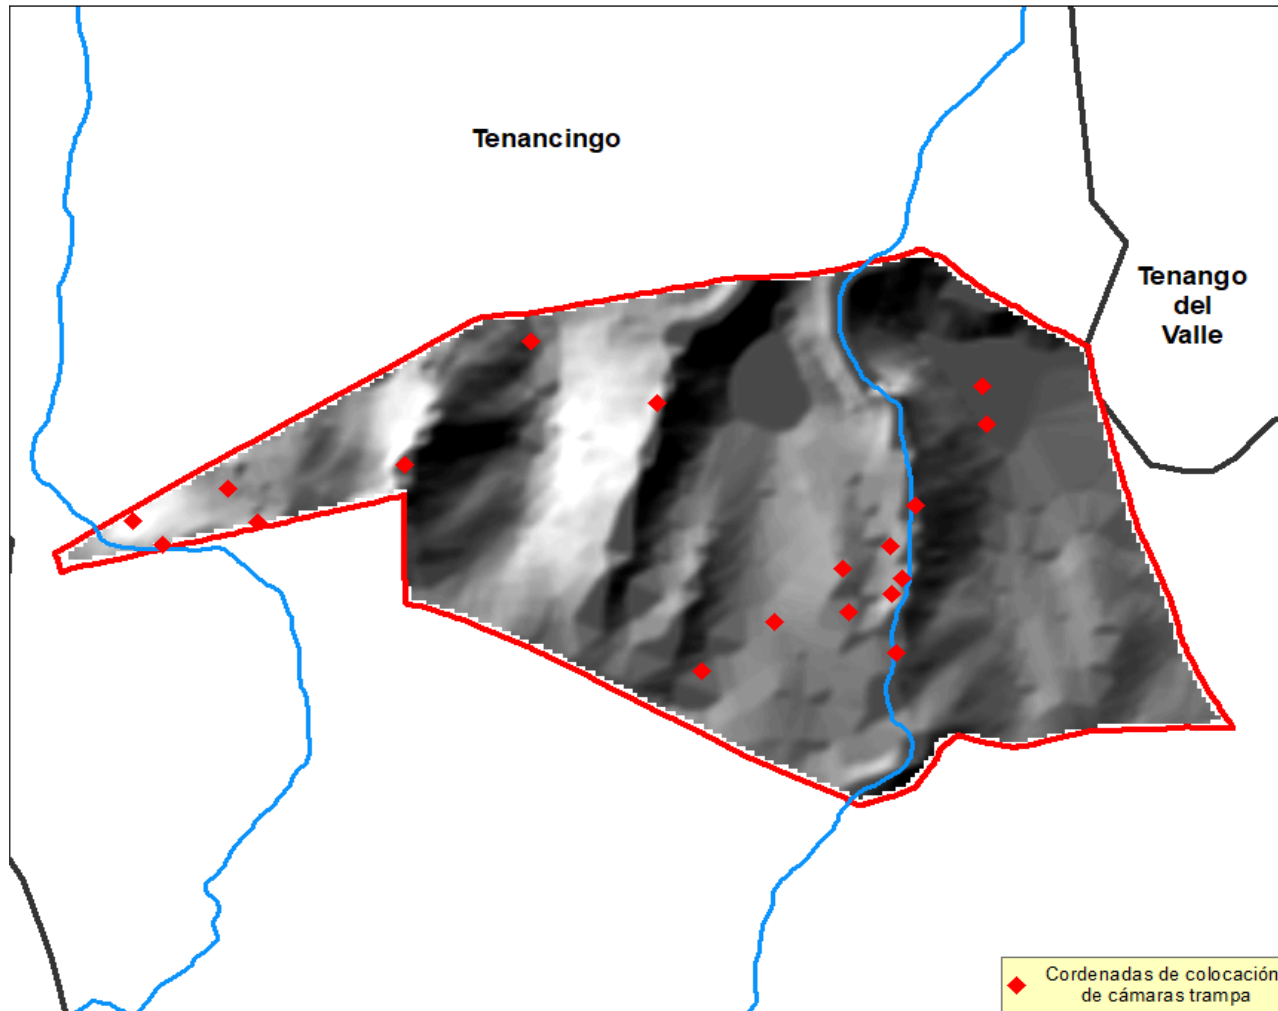 Tenancingo
Tenango
del
Valle
Cordenadas de colocación
de cámaras trampa